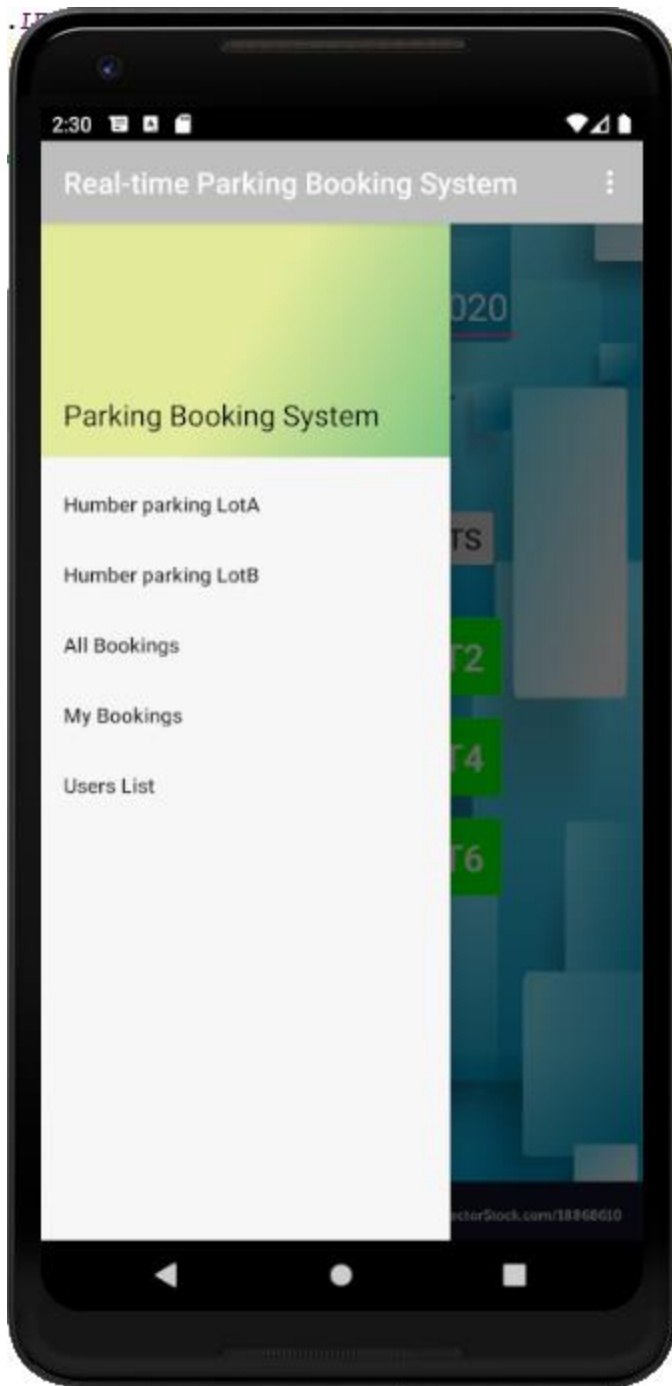 2:30
Real-time Parking Booking System
020
Parking Booking System
Humber parking LotA
TS
Humber parking LotB
All Bookings
T2
My Bookings
T4
Users List
T6
ectorStock.com/18868610